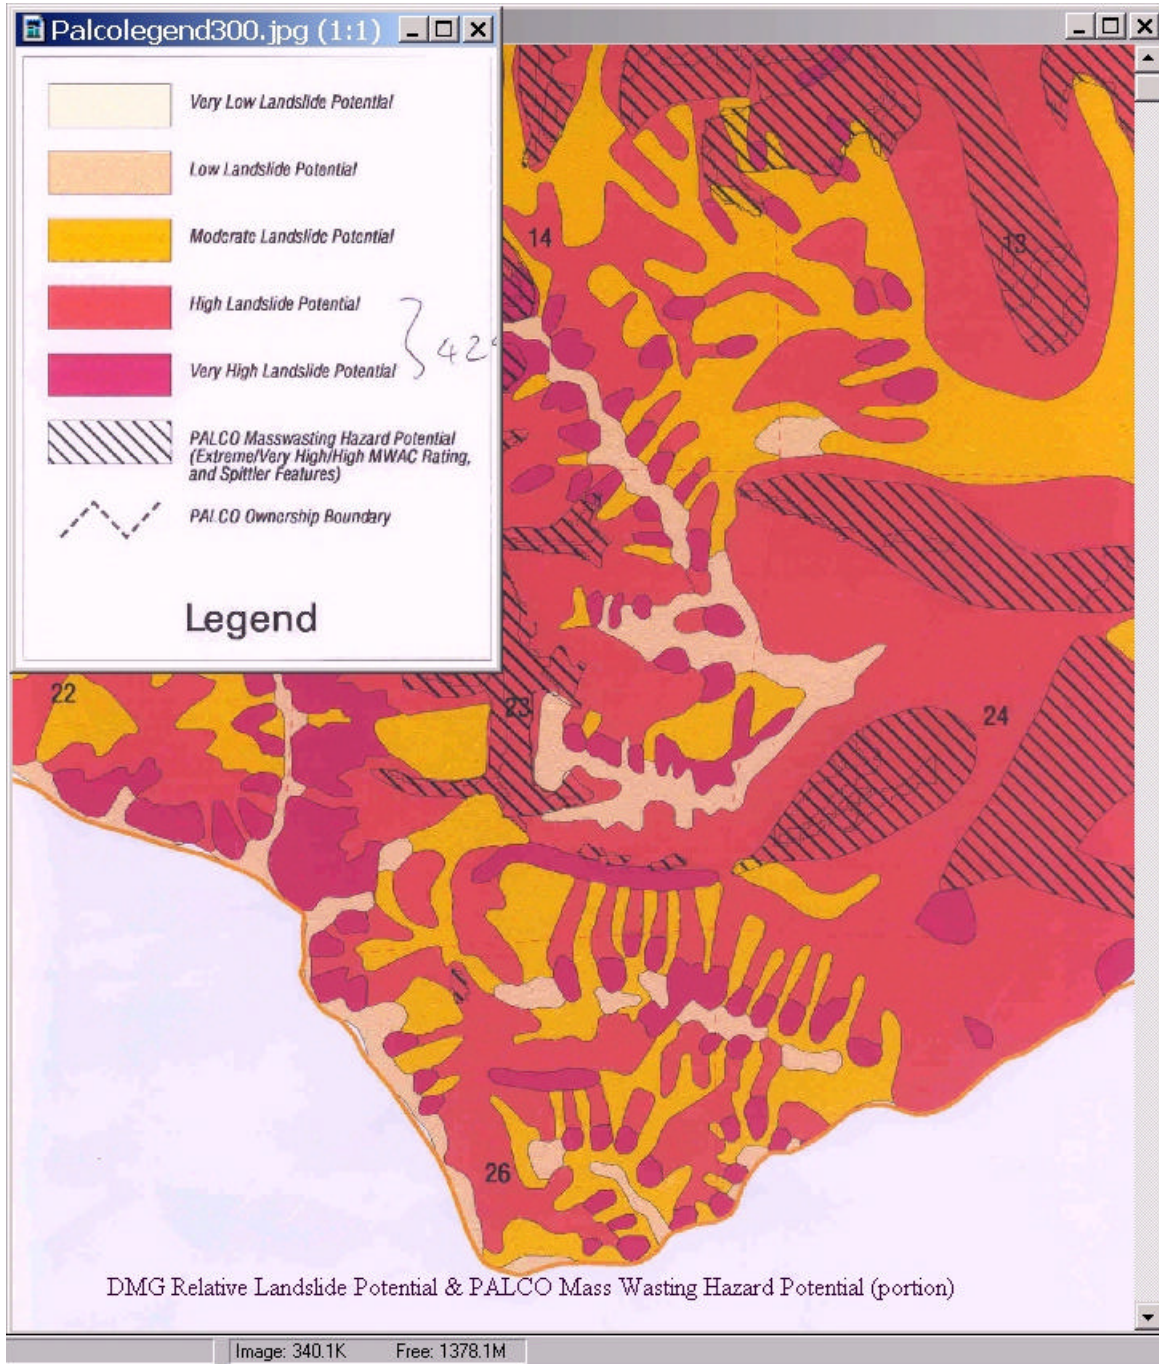 Palcolegend300.jpg (1:1)
Very Low Landslide Potential
Low Landslide Potential
Moderate Landslide Potential
High Landslide Potential
Very High Landslide Potential
PALCO Masswasting Hazard Potential
(Extreme/Very High/High MWAC Rating,
and Spittler Features)
PALCO Ownership Boundary
Legend
14
13
22
23
24
26
DMG Relative Landslide Potential & PALCO Mass Wasting Hazard Potential (portion)
Image: 340.1K Free: 1378.1M